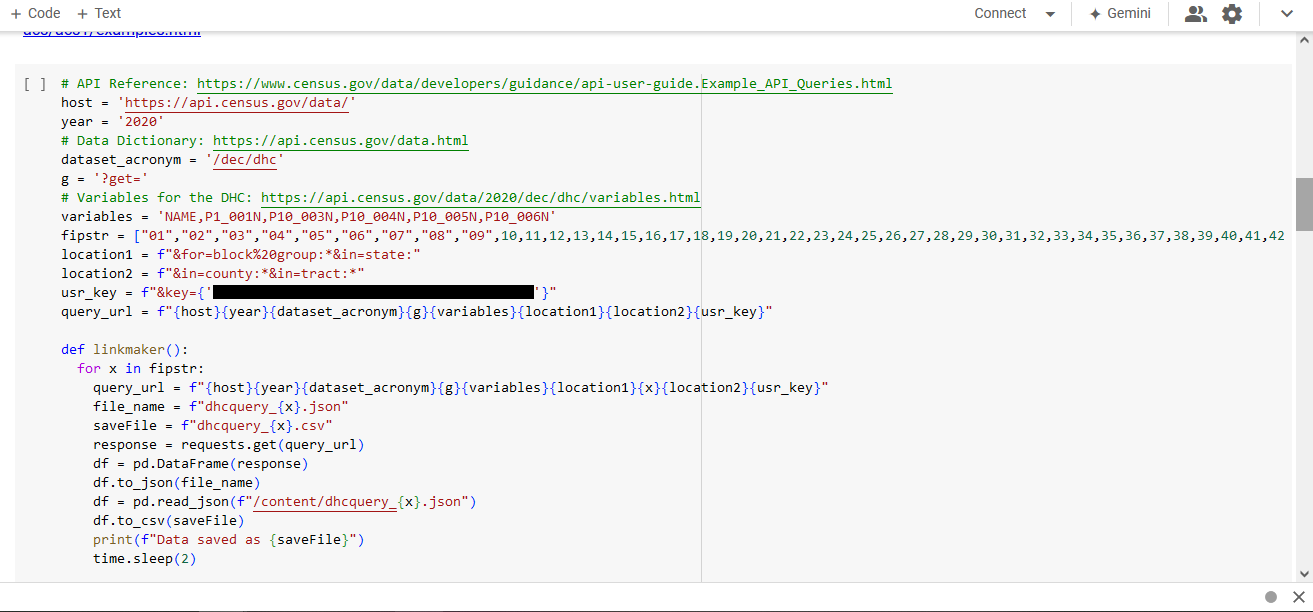 + Code + Text Connect Gemini
acs/acs1/examples.html
[ ] # API Reference: https://www.census.gov/data/developers/guidance/api-user-guide.Example_API_Queries.html
host = 'https://api.census.gov/data/'
year = '2020'
# Data Dictionary: https://api.census.gov/data.html
dataset_acronym = '/dec/dhc'
g = '?get='
# Variables for the DHC: https://api.census.gov/data/2020/dec/dhc/variables.html
variables = 'NAME,P1_001N,P10_003N,P10_004N,P10_005N,P10_006N'
fipstr = ["01","02","03","04","05","06","07","08","09",10,11,12,13,14,15,16,17,18,19,20,21,22,23,24,25,26,27,28,29,30,31,32,33,34,35,36,37,38,39,40,41,42
location1 = f"&for=block%20group:*&in=state:"
location2 = f"&in=county:*&in=tract:*"
usr_key = f"&key={''}"
query_url = f"{host}{year}{dataset_acronym}{g}{variables}{location1}{location2}{usr_key}"
def linkmaker():
for x in fipstr:
query_url = f"{host}{year}{dataset_acronym}{g}{variables}{location1}{x}{location2}{usr_key}"
file_name = f"dhcquery_{x}.json"
saveFile = f"dhcquery_{x}.csv"
response = requests.get(query_url)
df = pd.DataFrame(response)
df.to_json(file_name)
df = pd.read_json(f"/content/dhcquery_{x}.json")
df.to_csv(saveFile)
print(f"Data saved as {saveFile}")
time.sleep(2)